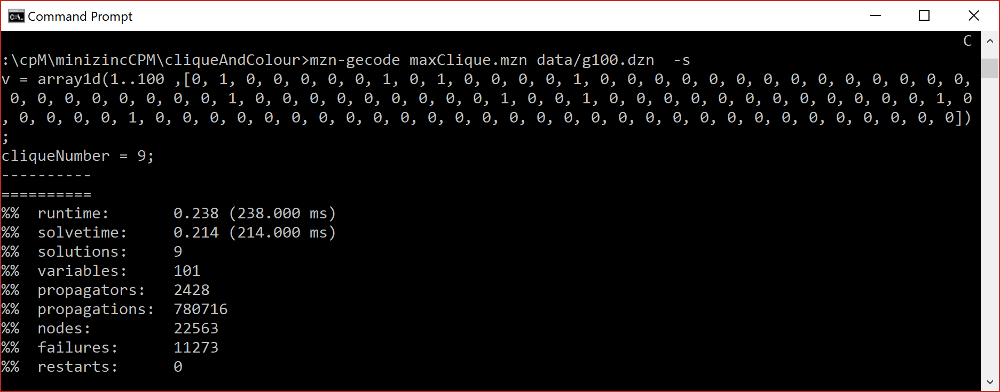 Command Prompt
C
:\cpM\minizincCPM\cliqueAndColour>mzn-gecode maxClique.mzn data/g100.dzn  -s
v = array1d(1..100 ,[0, 1, 0, 0, 0, 0, 0, 1, 0, 1, 0, 0, 0, 0, 1, 0, 0, 0, 0, 0, 0, 0, 0, 0, 0, 0, 0, 0, 0,
 0, 0, 0, 0, 0, 0, 0, 0, 1, 0, 0, 0, 0, 0, 0, 0, 0, 0, 1, 0, 0, 1, 0, 0, 0, 0, 0, 0, 0, 0, 0, 0, 0, 0, 1, 0
, 0, 0, 0, 0, 1, 0, 0, 0, 0, 0, 0, 0, 0, 0, 0, 0, 0, 0, 0, 0, 0, 0, 0, 0, 0, 0, 0, 0, 0, 0, 0, 0, 0, 0, 0])
;
cliqueNumber = 9;
----------
==========
%%  runtime:       0.238 (238.000 ms)
%%  solvetime:     0.214 (214.000 ms)
%%  solutions:     9
%%  variables:     101
%%  propagators:   2428
%%  propagations:  780716
%%  nodes:         22563
%%  failures:      11273
%%  restarts:      0